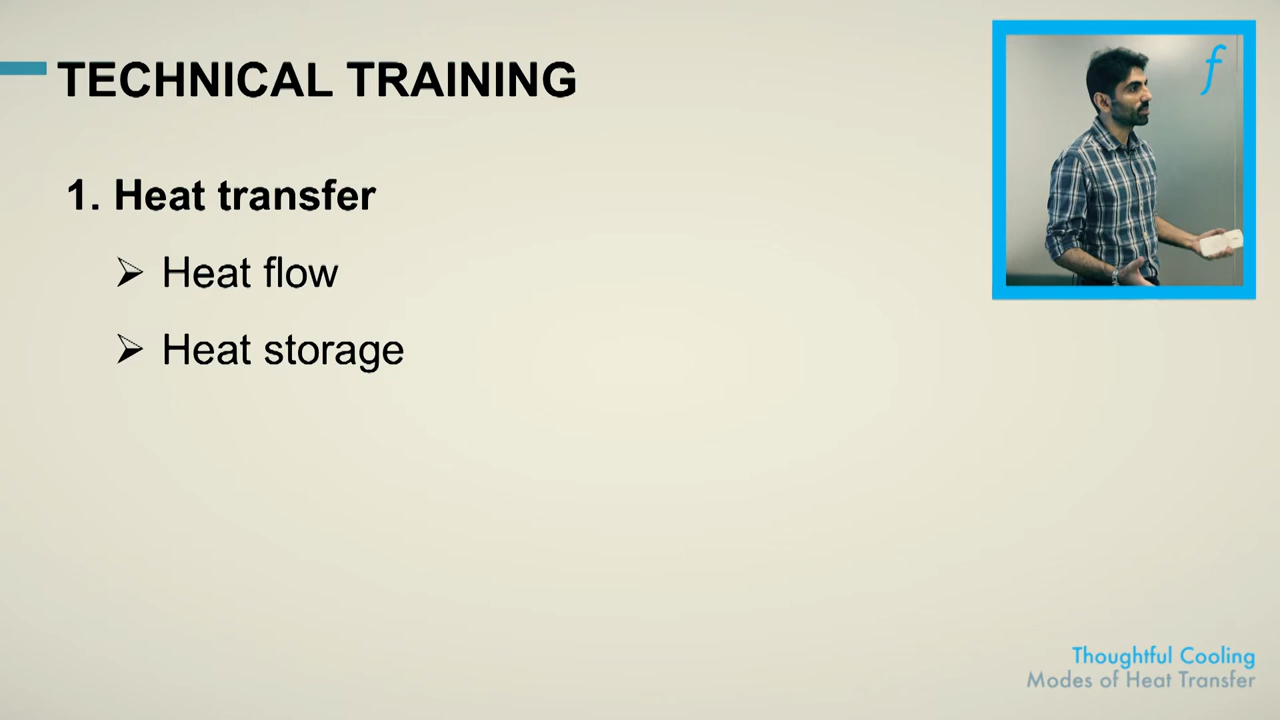 TECHNICAL TRAINING
f
1. Heat transfer
➢ Heat flow
➢ Heat storage
Thoughtful Cooling
Modes of Heat Transfer